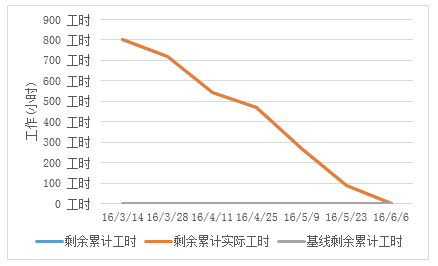 900 工时
800 工时
700 工时
600 工时
500 工时
400 工时
300 工时
200 工时
100 工时
0 工时
工作(小时)
16/3/14 16/3/28 16/4/11 16/4/25 16/5/9 16/5/23 16/6/6
剩余累计工时 剩余累计实际工时 基线剩余累计工时